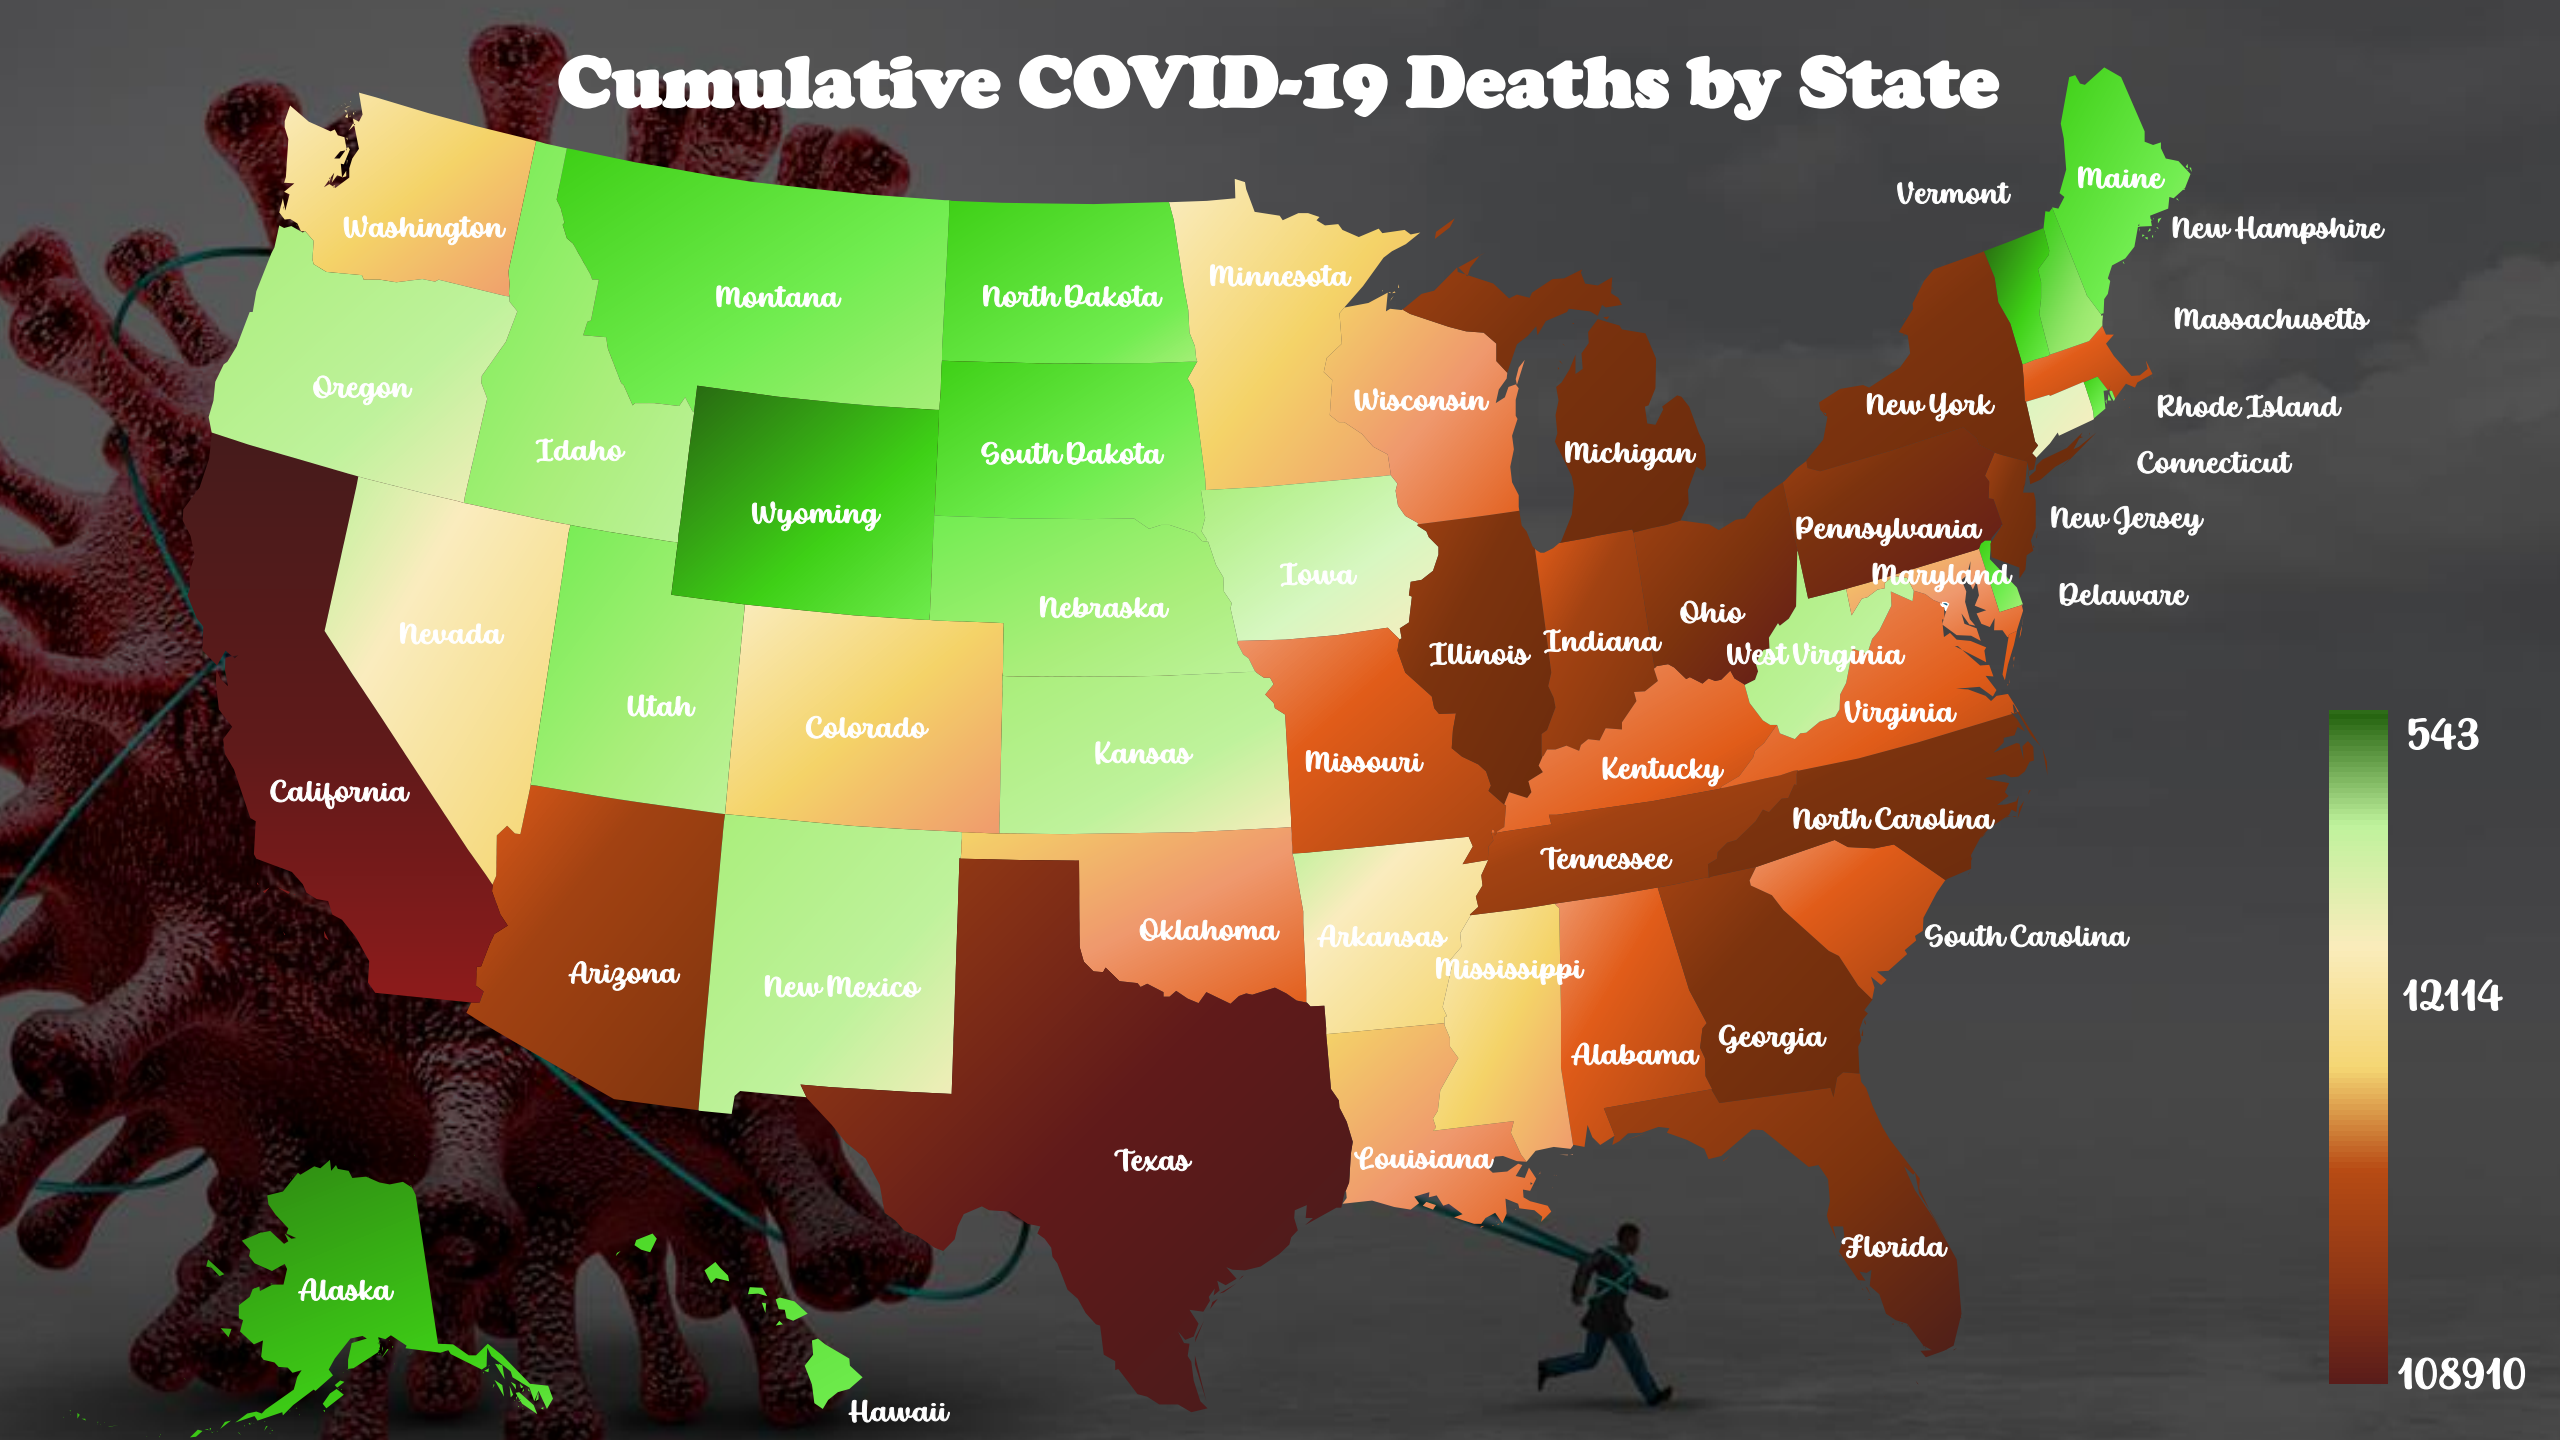 Cumulative COVID-19 Deaths by State
Maine
Vermont
New Hampshire
Washington
Minnesota
Montana
North Dakota
Massachusetts
Oregon
Wisconsin
New York
Rhode Island
Idaho
South Dakota
Michigan
Connecticut
Wyoming
Pennsylvania
New Jersey
Iowa
Maryland
Delaware
Nebraska
Ohio
Nevada
Illinois
Indiana
West Virginia
Utah
Colorado
Virginia
543
Kansas
Missouri
Kentucky
California
North Carolina
Tennessee
Oklahoma
Arkansas
South Carolina
Arizona
New Mexico
Mississippi
12114
Georgia
Alabama
Texas
Louisiana
Florida
Alaska
108910
Hawaii